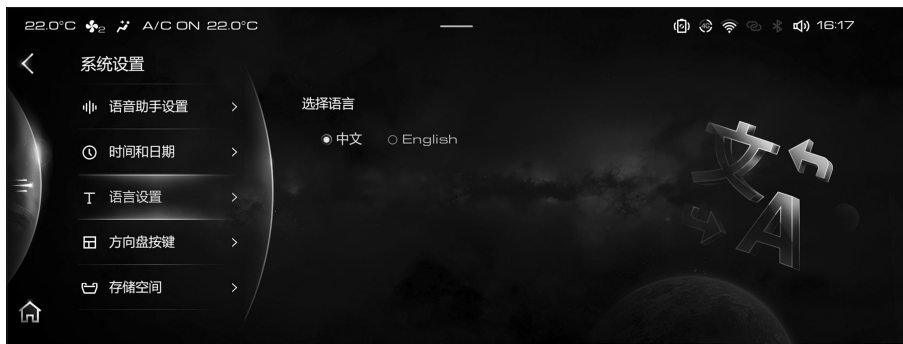 22.0°C 2 A/C ON 22.0°C 4G 16:17
系统设置
语音助手设置
时间和日期
语言设置
方向盘按键
存储空间
选择语言
中文 English
文
A